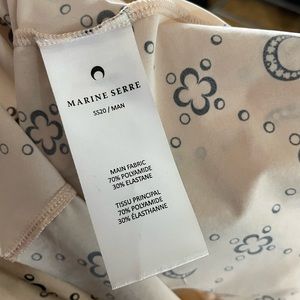 MARINE SERRE
SS20 / MAN
MAIN FABRIC
70% POLYAMIDE
30% ELASTANE
TISSU PRINCIPAL
70% POLYAMIDE
30% ÉLASTHANNE